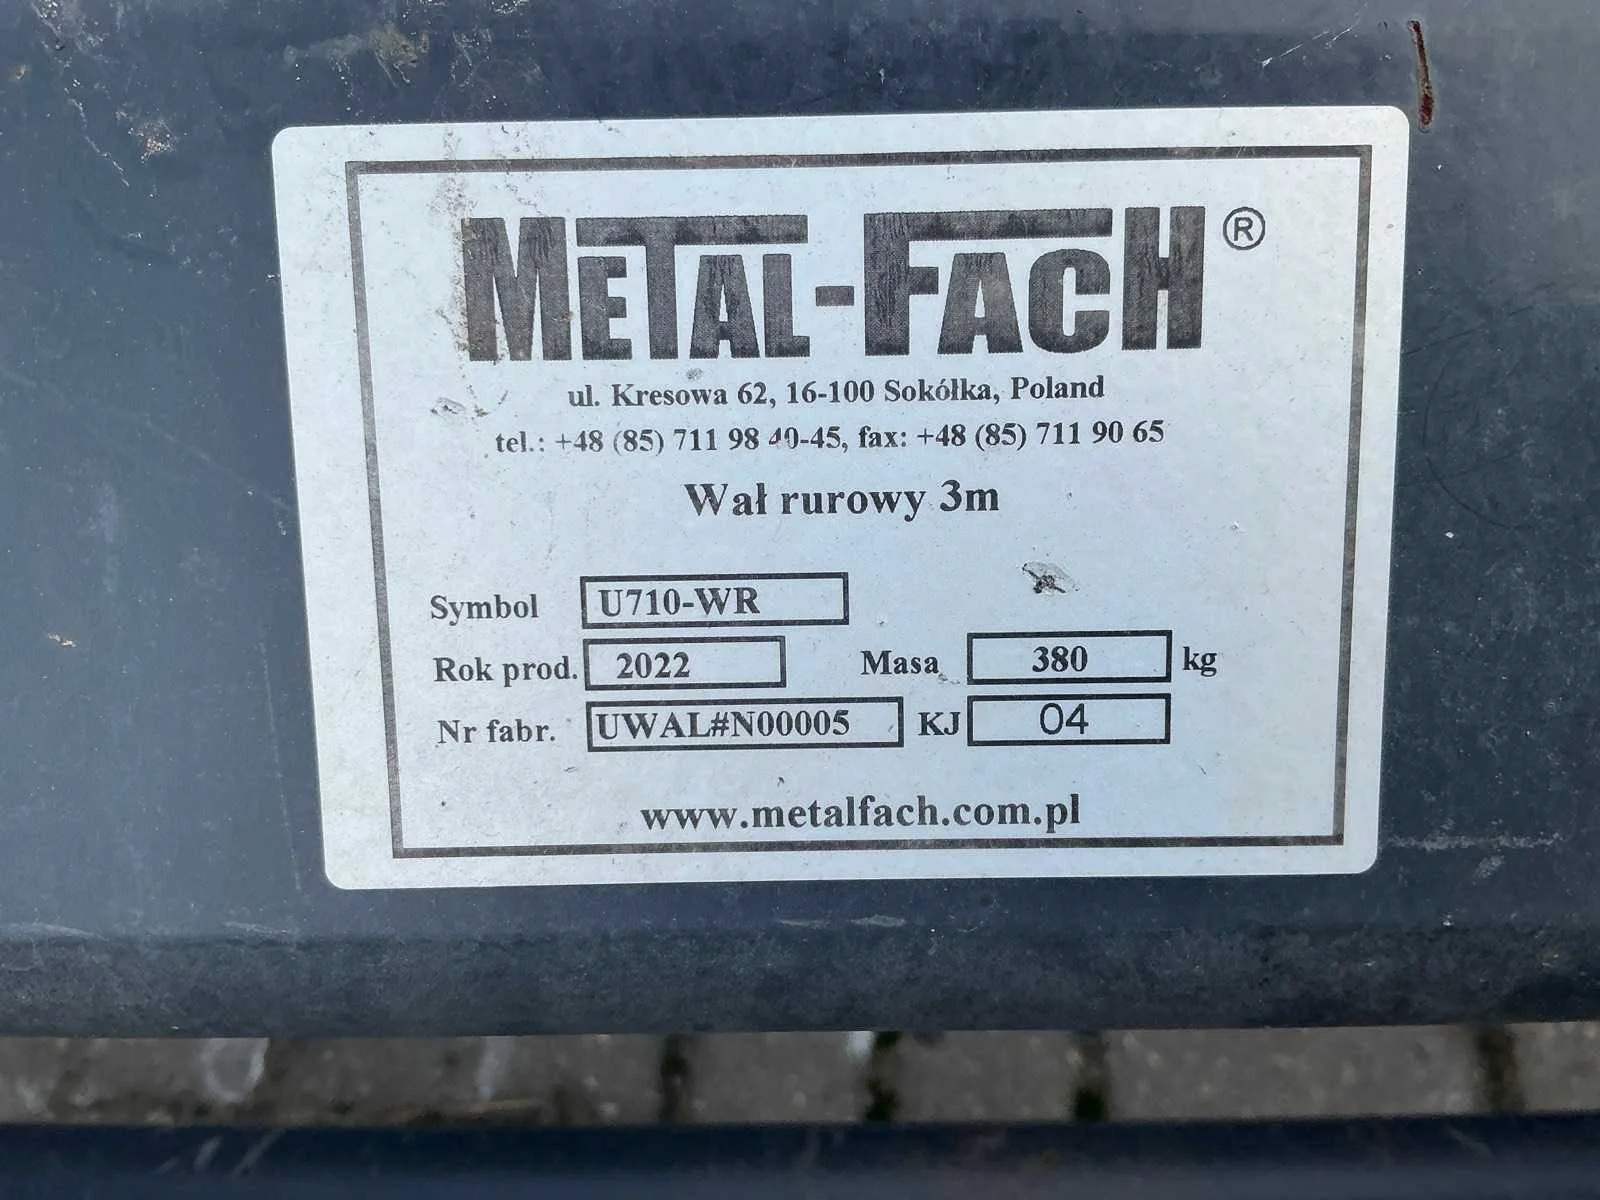 METAL-FACH®
ul. Kresowa 62, 16-100 Sokółka, Poland
tel.: +48 (85) 711 98 40-45, fax: +48 (85) 711 90 65
Wał rurowy 3m
Symbol U710-WR
Rok prod. 2022 Masa 380 kg
Nr fabr. UWAL#N00005 KJ 04
www.metalfach.com.pl